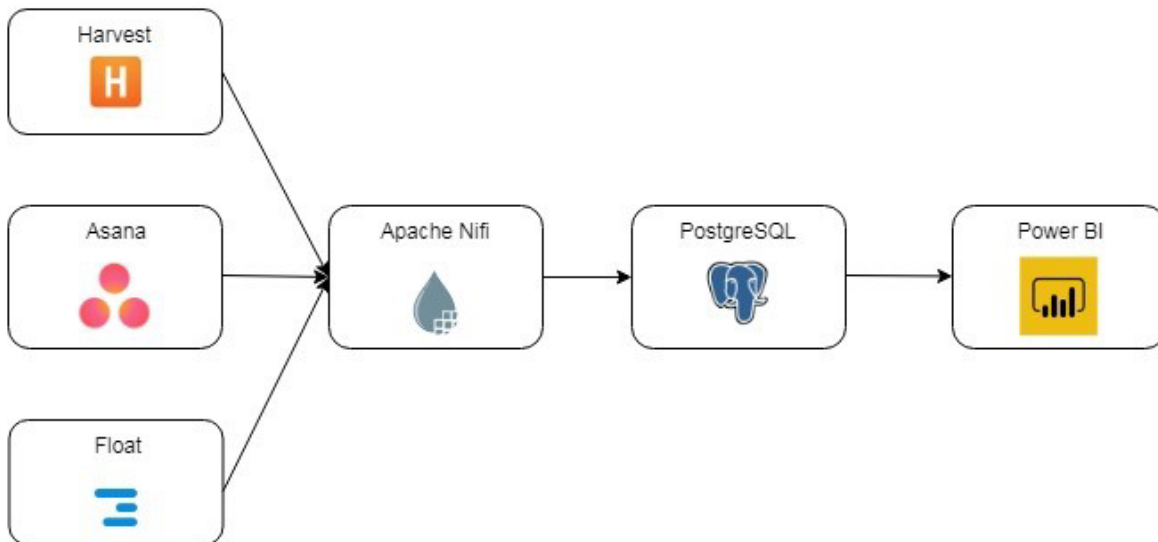 Harvest
H
Asana
Apache Nifi
PostgreSQL
Power BI
Float